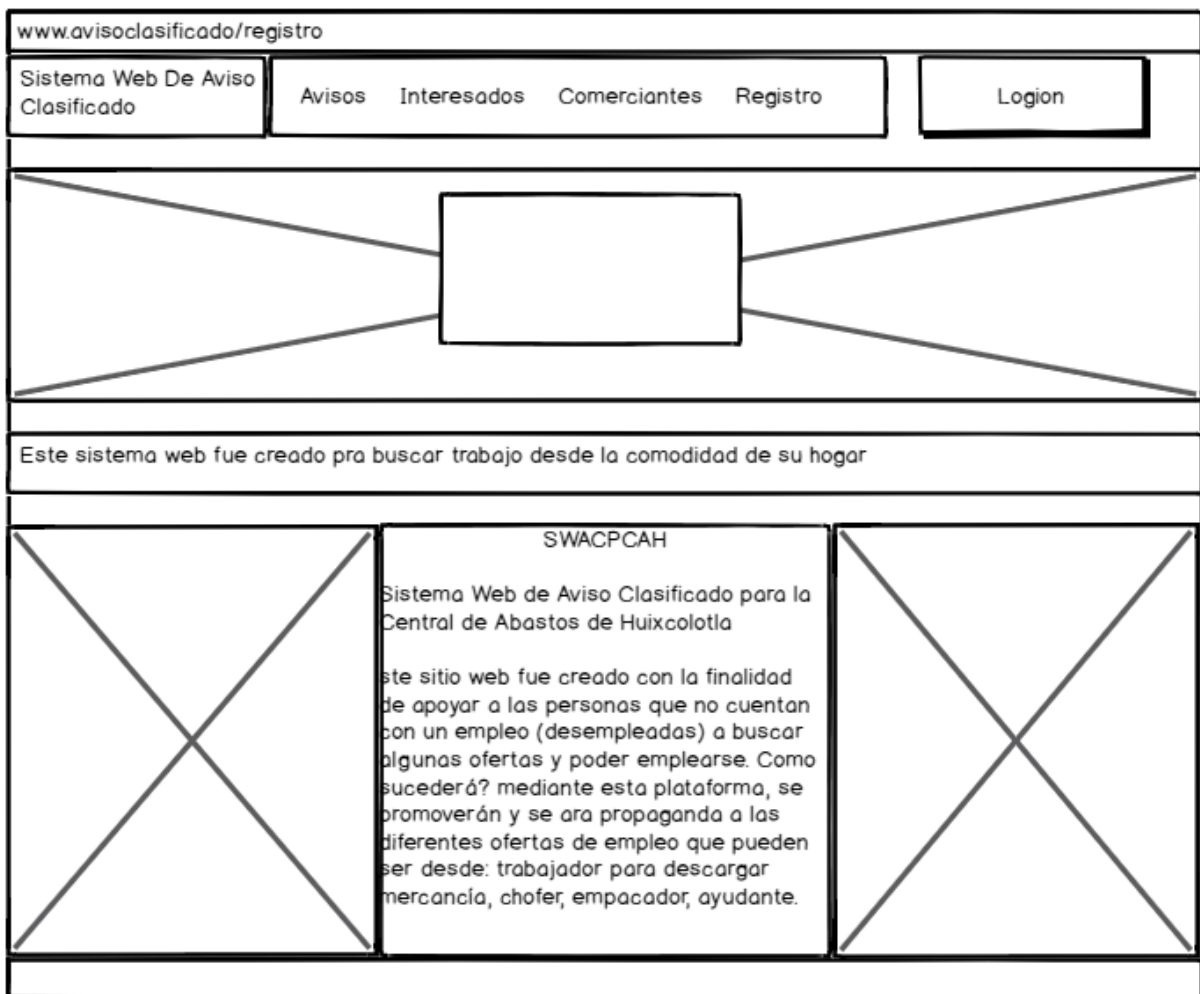 www.avisoclasificado/registro
Sistema Web De Aviso
Clasificado
Avisos Interesados Comerciantes Registro
Logion
Este sistema web fue creado pra buscar trabajo desde la comodidad de su hogar
SWACPCAH
Sistema Web de Aviso Clasificado para la
Central de Abastos de Huixcolotla
ste sitio web fue creado con la finalidad
de apoyar a las personas que no cuentan
con un empleo (desempleadas) a buscar
algunas ofertas y poder emplearse. Como
sucederá? mediante esta plataforma, se
promoverán y se ara propaganda a las
diferentes ofertas de empleo que pueden
ser desde: trabajador para descargar
mercancía, chofer, empacador, ayudante.